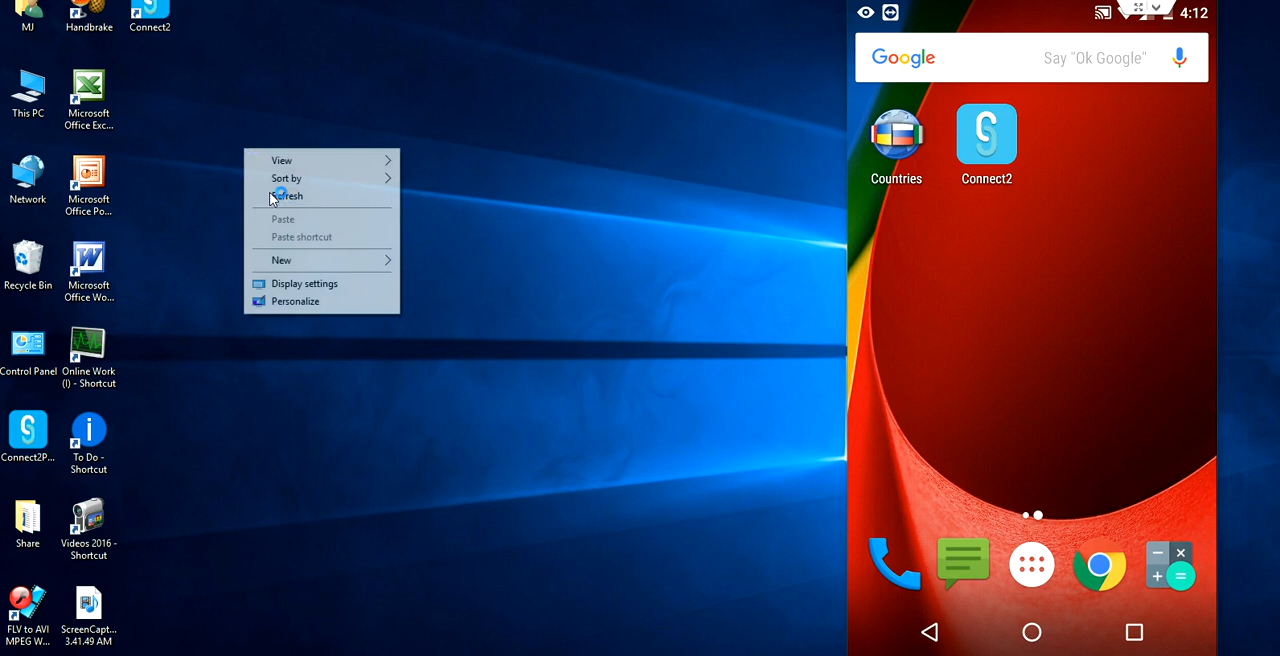 MJ
Handbrake
Connect2
This PC
Microsoft
Office Exc...
Network
Microsoft
Office Po...
Recycle Bin
Microsoft
Office Wo...
Control Panel
Online Work
(I) - Shortcut
Connect2P...
To Do -
Shortcut
Share
Videos 2016 -
Shortcut
FLV to AVI
MPEG W...
ScreenCapt...
3.41.49 AM
View
Sort by
Refresh
Paste
Paste shortcut
New
Display settings
Personalize
4:12
Google
Say "Ok Google"
Countries
Connect2